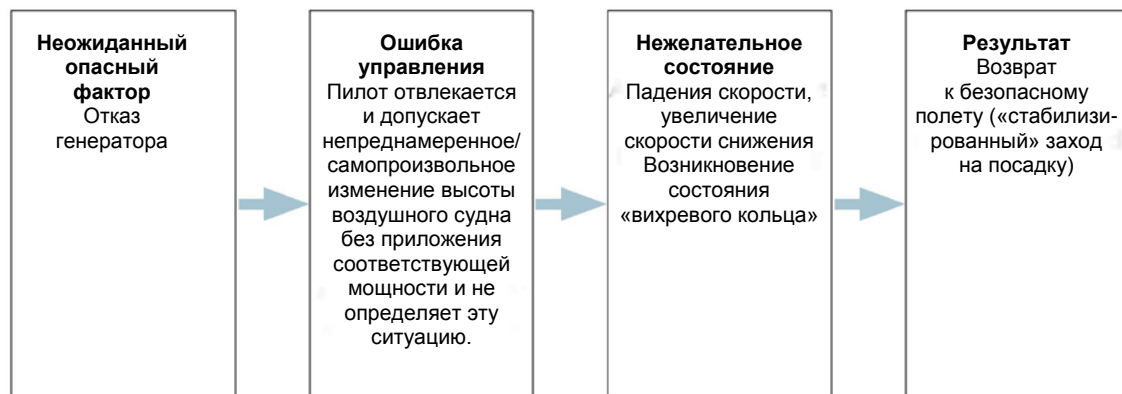 Неожиданный
опасный
фактор
Отказ
генератора
Ошибка
управления
Пилот отвлекается
и допускает
непреднамеренное/
самопроизвольное
изменение высоты
воздушного судна
без приложения
соответствующей
мощности и не
определяет эту
ситуацию.
Нежелательное
состояние
Падения скорости,
увеличение
скорости снижения
Возникновение
состояния
«вихревого кольца»
Результат
Возврат
к безопасному
полету («стабилизи-
рованный» заход
на посадку)